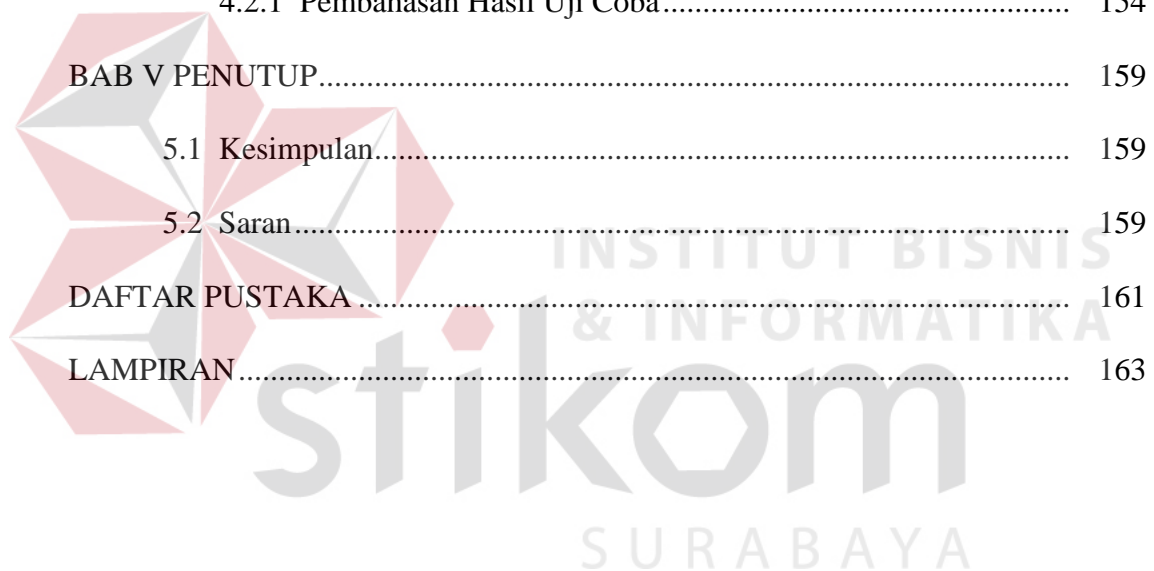 4.2.1 Pembahasan Hasil Uji Coba.................................................... 154
BAB V PENUTUP............................................................................................. 159
5.1 Kesimpulan...................................................................................... 159
5.2 Saran................................................................................................ 159
DAFTAR PUSTAKA ........................................................................................ 161
LAMPIRAN....................................................................................................... 163
INSTITUT BISNIS
& INFORMATIKA
stikom
SURABAYA